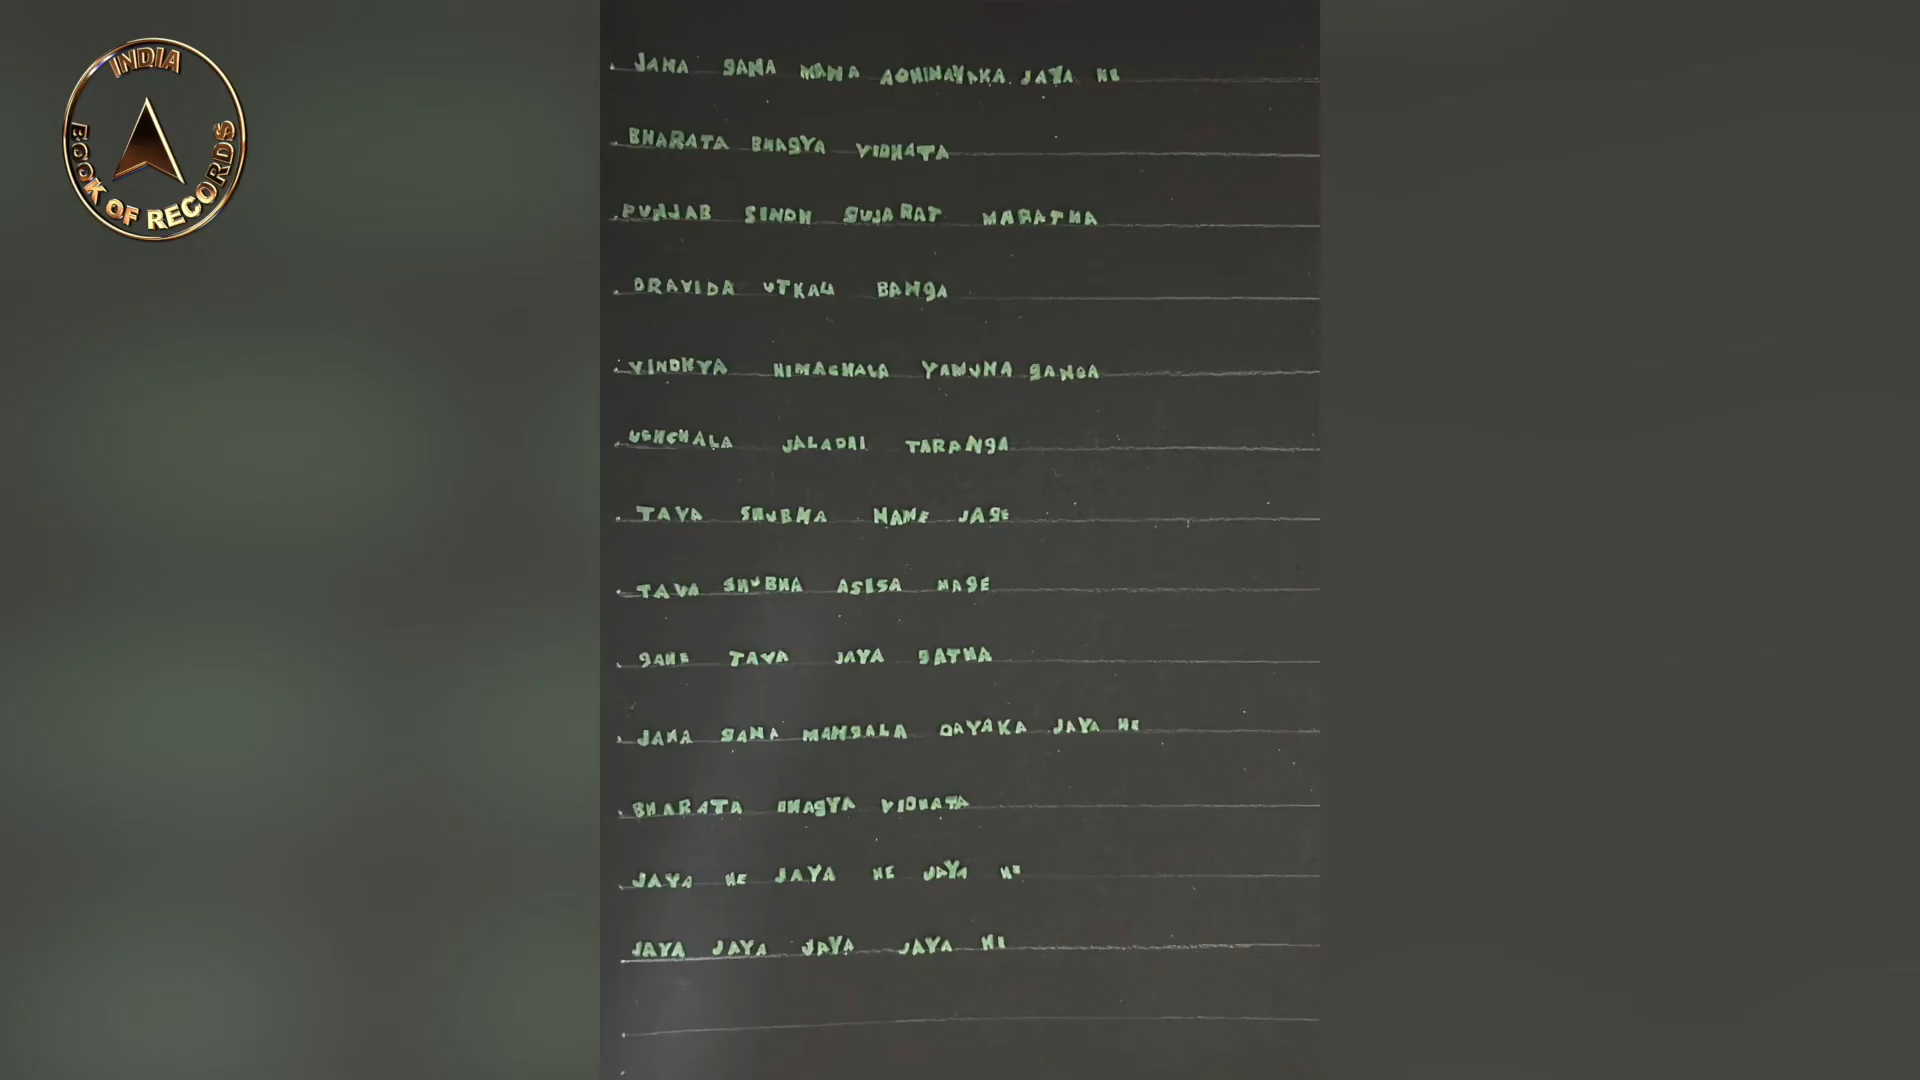 INDIA
BOOK OF RECORDS
JANA GANA MANA ADHINAYAKA JAYA HE
BHARATA BHAGYA VIDHATA
PUNJAB SINDH GUJARAT MARATHA
DRAVIDA UTKALA BANGA
VINDHYA HIMACHALA YAMUNA GANGA
UCHCHALA JALADHI TARANGA
TAVA SHUBHA NAME JAGE
TAVA SHUBHA ASISA MAGE
GAHE TAVA JAYA GATHA
JANA GANA MANGALA DAYAKA JAYA HE
BHARATA BHAGYA VIDHATA
JAYA HE JAYA HE JAYA HE
JAYA JAYA JAYA JAYA HE